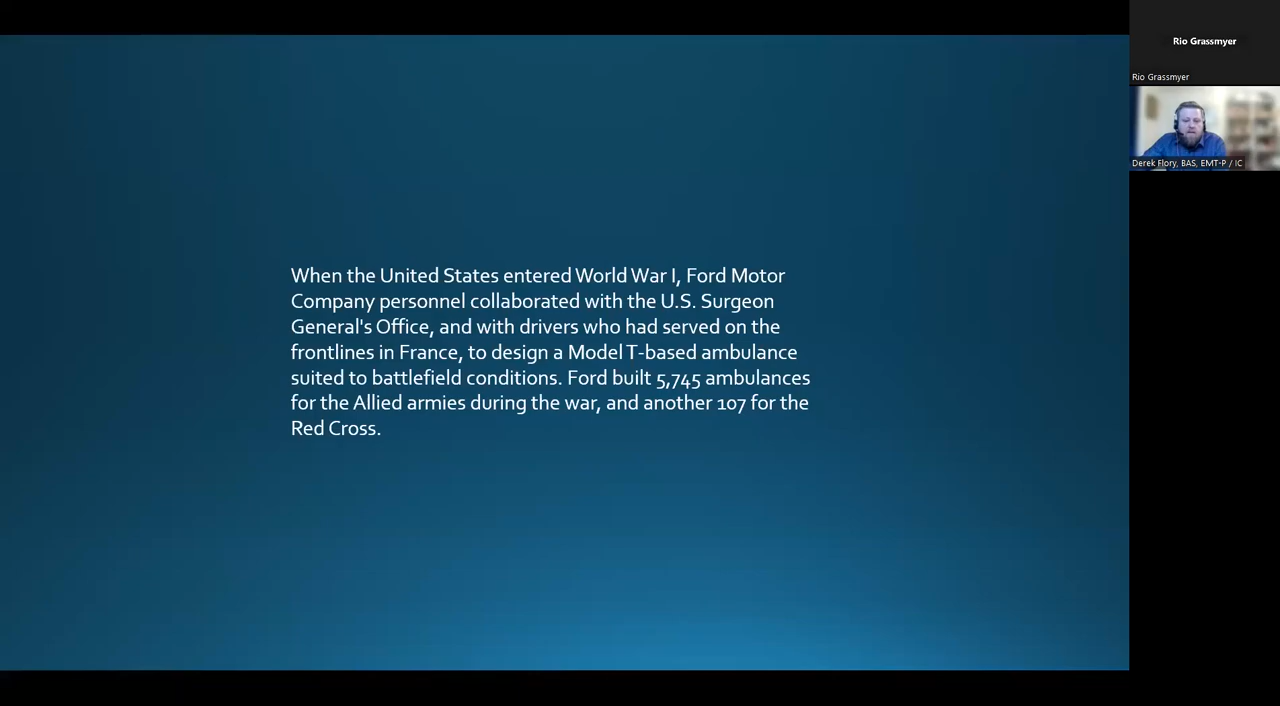 When the United States entered World War I, Ford Motor
Company personnel collaborated with the U.S. Surgeon
General's Office, and with drivers who had served on the
frontlines in France, to design a Model T-based ambulance
suited to battlefield conditions. Ford built 5,745 ambulances
for the Allied armies during the war, and another 107 for the
Red Cross.
Rio Grassmyer
Rio Grassmyer
Derek Flory, BAS, EMT-P / IC